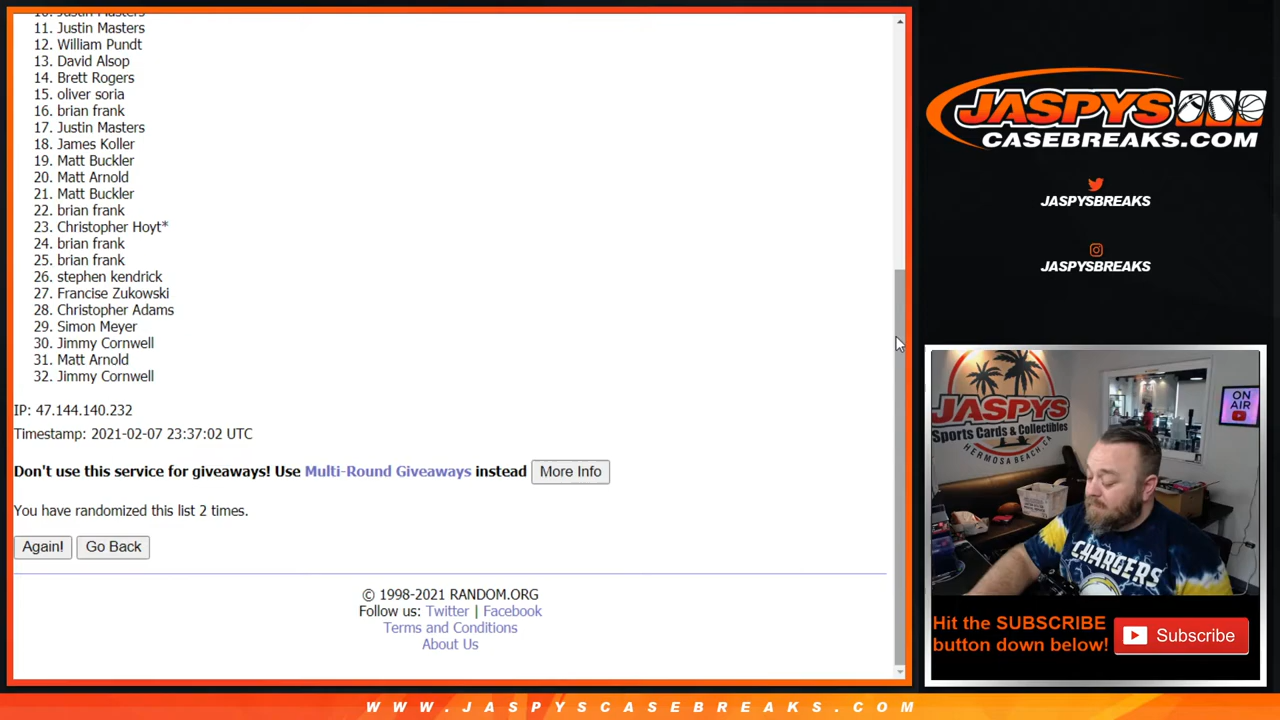 10. Justin Masters
11. Justin Masters
12. William Pundt
13. David Alsop
14. Brett Rogers
15. oliver soria
16. brian frank
17. Justin Masters
18. James Koller
19. Matt Buckler
20. Matt Arnold
21. Matt Buckler
22. brian frank
23. Christopher Hoyt*
24. brian frank
25. brian frank
26. stephen kendrick
27. Francise Zukowski
28. Christopher Adams
29. Simon Meyer
30. Jimmy Cornwell
31. Matt Arnold
32. Jimmy Cornwell
IP: 47.144.140.232
Timestamp: 2021-02-07 23:37:02 UTC
Don't use this service for giveaways! Use Multi-Round Giveaways instead More Info
You have randomized this list 2 times.
Again! Go Back
© 1998-2021 RANDOM.ORG
Follow us: Twitter | Facebook
Terms and Conditions
About Us
JASPYS
CASEBREAKS.COM
JASPYSBREAKS
JASPYSBREAKS
JASPYS
Sports Cards & Collectibles
HERMOSA BEACH, CA
ON
AIR
CHARGERS
Hit the SUBSCRIBE
button down below!
Subscribe
WWW.JASPYSCASEBREAKS.COM